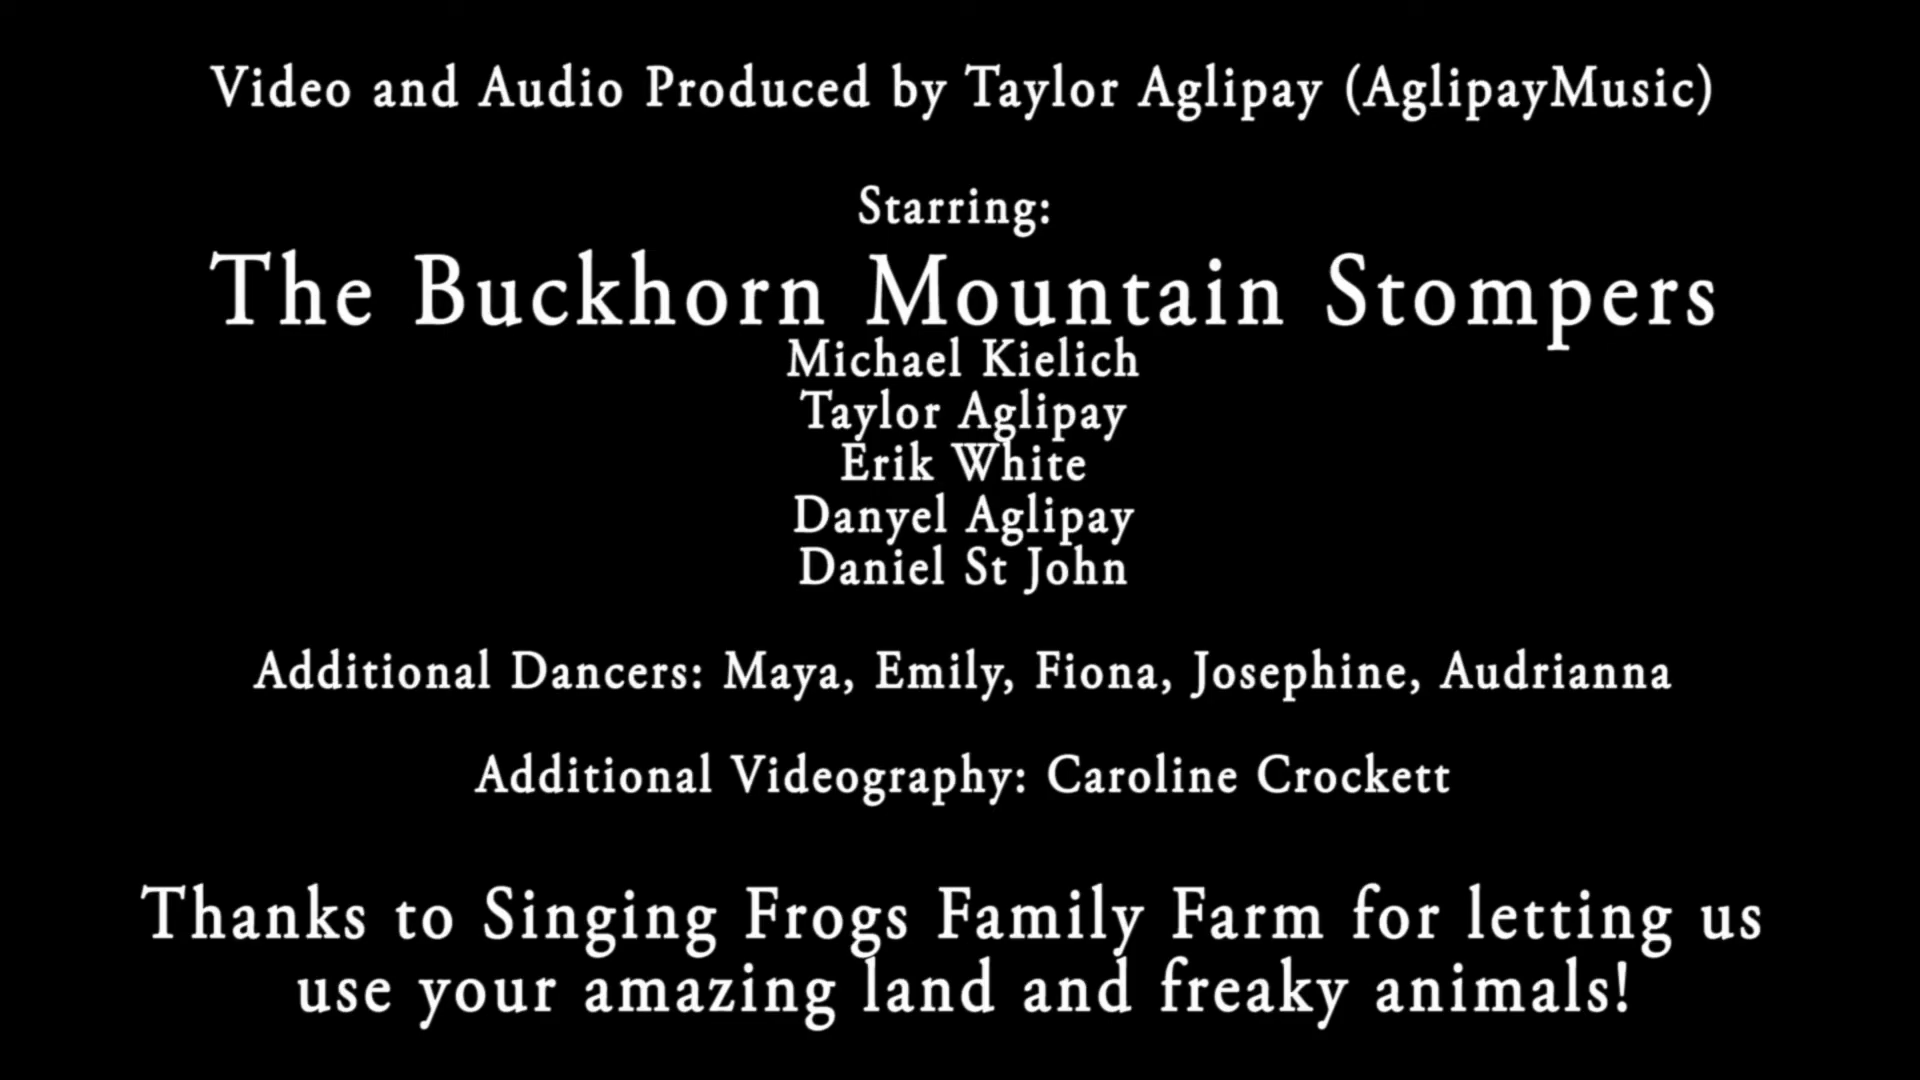 Video and Audio Produced by Taylor Aglipay (AglipayMusic)
Starring:
The Buckhorn Mountain Stompers
Michael Kielich
Taylor Aglipay
Erik White
Danyel Aglipay
Daniel St John
Additional Dancers: Maya, Emily, Fiona, Josephine, Audrianna
Additional Videography: Caroline Crockett
Thanks to Singing Frogs Family Farm for letting us
use your amazing land and freaky animals!